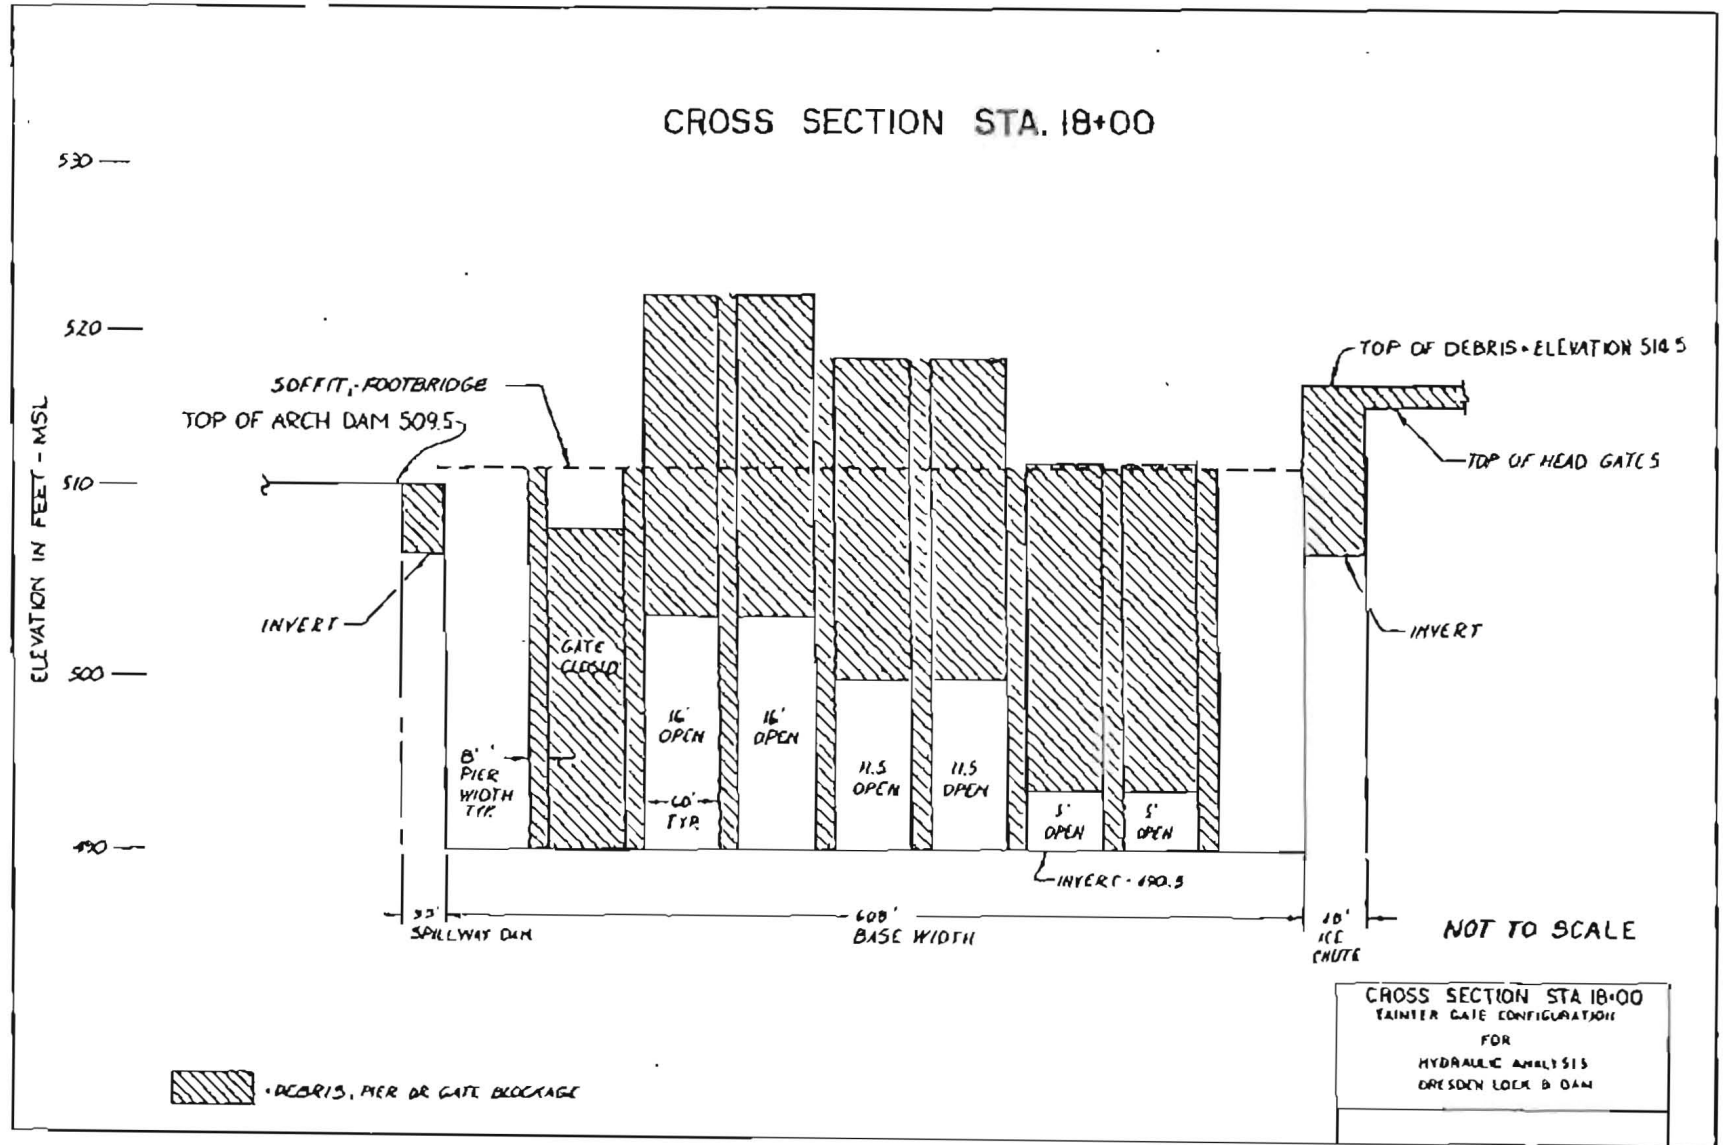 CROSS SECTION STA. 18+00
530
520
510
500
490
ELEVATION IN FEET - MSL
SOFFIT, FOOTBRIDGE
TOP OF ARCH DAM 509.5
INVERT
TOP OF DEBRIS - ELEVATION 514.5
TOP OF HEAD GATES
INVERT
GATE
CLOSED
8'
PIER
WIDTH
TYP.
16'
OPEN
60'
TYP.
16'
OPEN
11.5
OPEN
11.5
OPEN
5'
OPEN
5'
OPEN
INVERT - 490.5
SPILLWAY DAM
608'
BASE WIDTH
ICE
CHUTE
NOT TO SCALE
DEBRIS, PIER OR GATE BLOCKAGE
CROSS SECTION STA 18+00
TAINTER GATE CONFIGURATION
FOR
HYDRAULIC ANALYSIS
DRESDEN LOCK & DAM